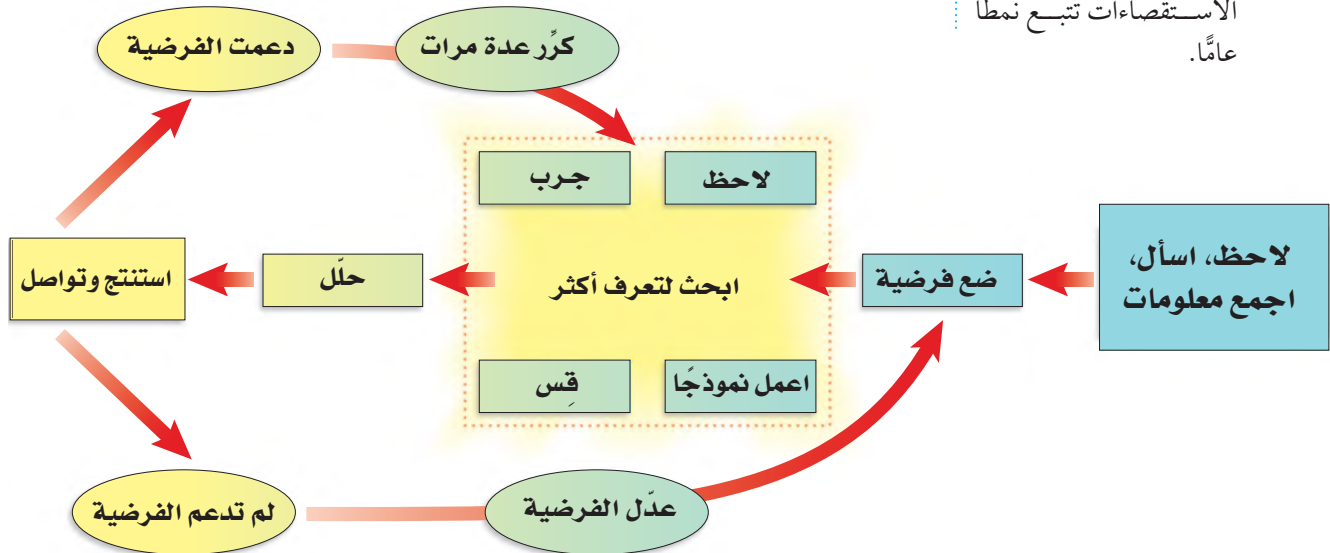 الاستقصاءات تتبع نمطًا
عامًّا.
دعمت الفرضية
كرِّر عدة مرات
لاحظ
جرب
لاحظ، اسأل،
اجمع معلومات
ضع فرضية
ابحث لتعرف أكثر
حلّل
استنتج وتواصل
اعمل نموذجًا
قِس
عدّل الفرضية
لم تدعم الفرضية